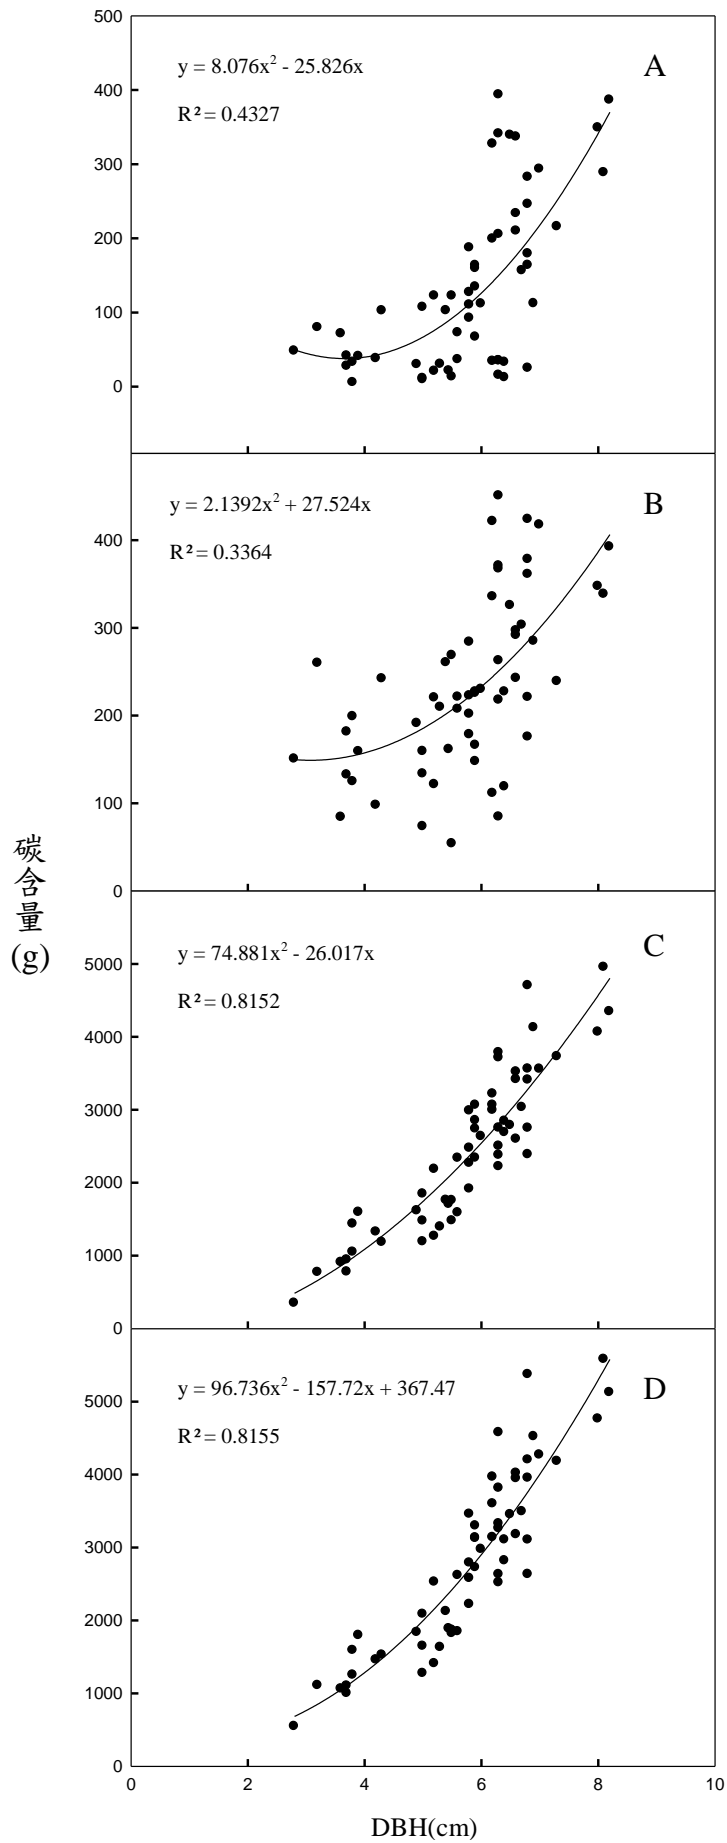 500
400
300
200
100
0
y = 8.076x² - 25.826x
R² = 0.4327
A
400
300
200
100
0
y = 2.1392x² + 27.524x
R² = 0.3364
B
碳
含
量
(g)
5000
4000
3000
2000
1000
0
y = 74.881x² - 26.017x
R² = 0.8152
C
5000
4000
3000
2000
1000
0
y = 96.736x² - 157.72x + 367.47
R² = 0.8155
D
0 2 4 6 8 10
DBH(cm)